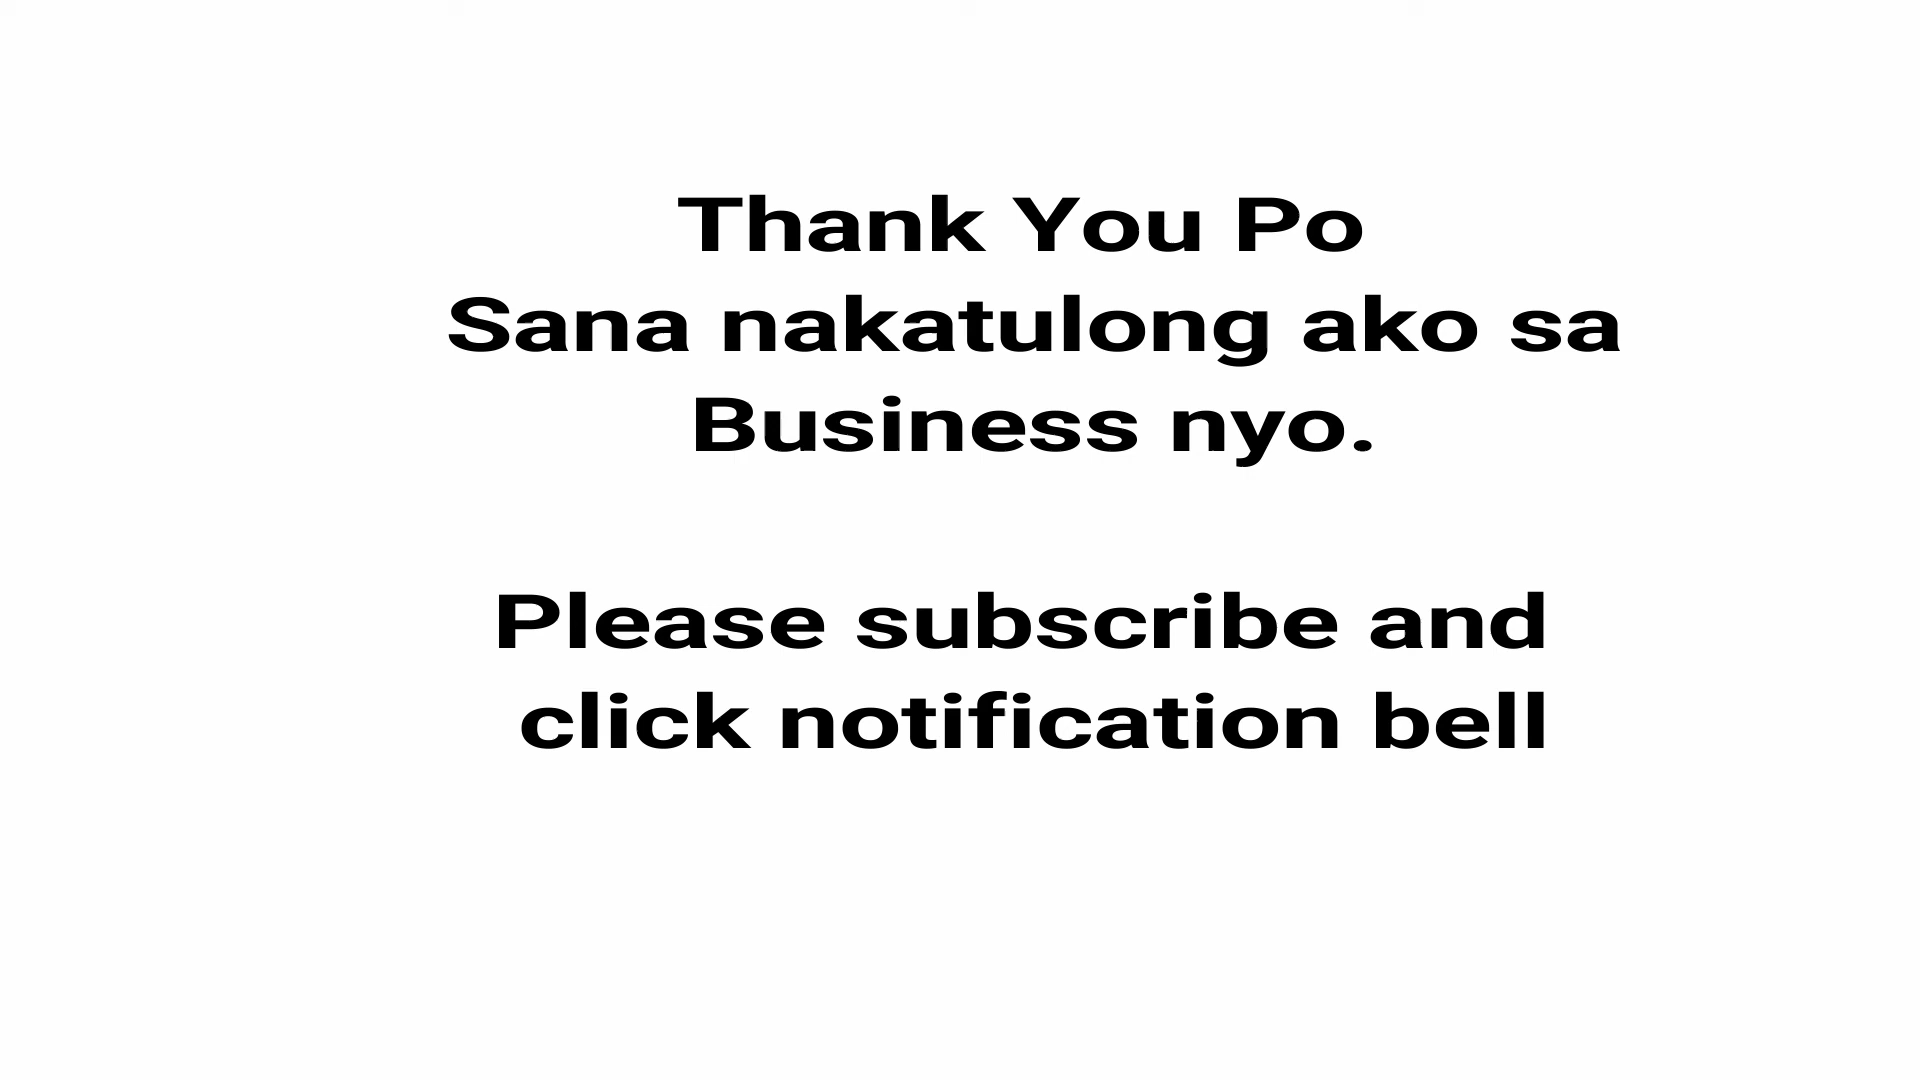 Thank You Po
Sana nakatulong ako sa
Business nyo.
Please subscribe and
click notification bell